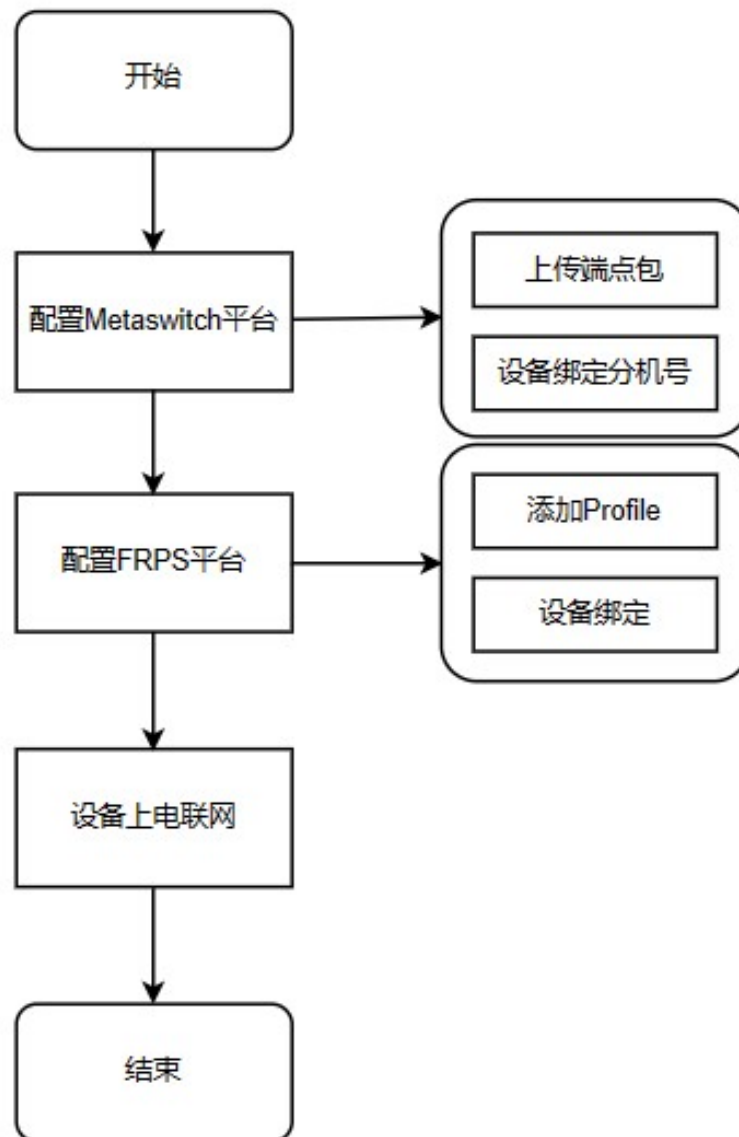 开始
配置Metaswitch平台
上传端点包
设备绑定分机号
配置FRPS平台
添加Profile
设备绑定
设备上电联网
结束